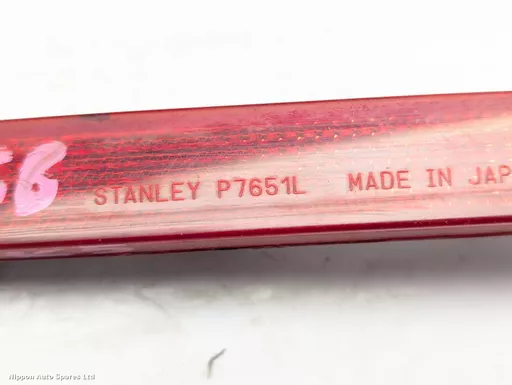 STANLEY P7651L MADE IN JAP
Nippon Auto Spares Ltd